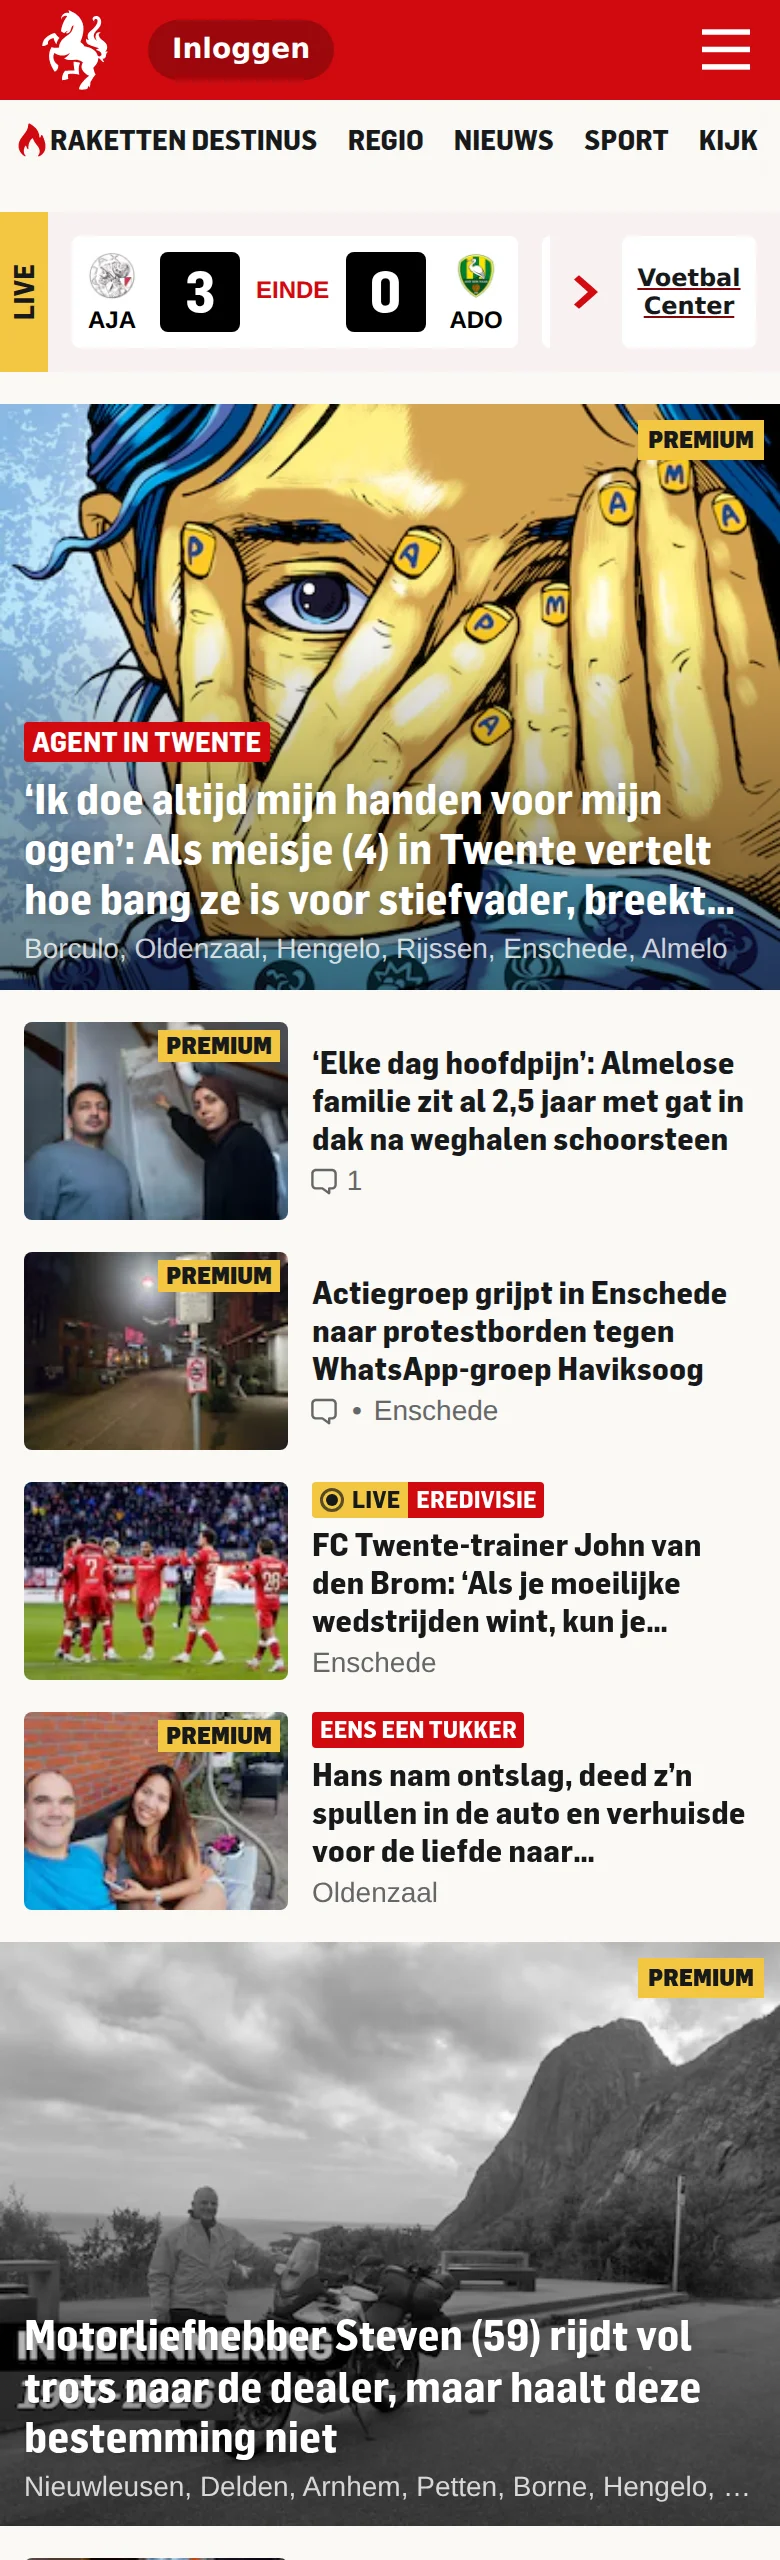 Inloggen
RAKETTEN DESTINUS REGIO NIEUWS SPORT KIJK
LIVE
3 EINDE 0
AJA ADO
Voetbal
Center
PREMIUM
P A P A M A M A
AGENT IN TWENTE
‘Ik doe altijd mijn handen voor mijn
ogen’: Als meisje (4) in Twente vertelt
hoe bang ze is voor stiefvader, breekt...
Borculo, Oldenzaal, Hengelo, Rijssen, Enschede, Almelo
PREMIUM
‘Elke dag hoofdpijn’: Almelose
familie zit al 2,5 jaar met gat in
dak na weghalen schoorsteen
1
PREMIUM
Actiegroep grijpt in Enschede
naar protestborden tegen
WhatsApp-groep Haviksoog
• Enschede
LIVE EREDIVISIE
FC Twente-trainer John van
den Brom: ‘Als je moeilijke
wedstrijden wint, kun je...
Enschede
PREMIUM
EENS EEN TUKKER
Hans nam ontslag, deed z’n
spullen in de auto en verhuisde
voor de liefde naar...
Oldenzaal
PREMIUM
Motorliefhebber Steven (59) rijdt vol
trots naar de dealer, maar haalt deze
bestemming niet
Nieuwleusen, Delden, Arnhem, Petten, Borne, Hengelo, ...